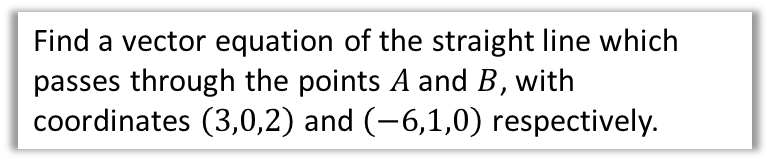 Find a vector equation of the straight line which
passes through the points A and B, with
coordinates (3,0,2) and (−6,1,0) respectively.